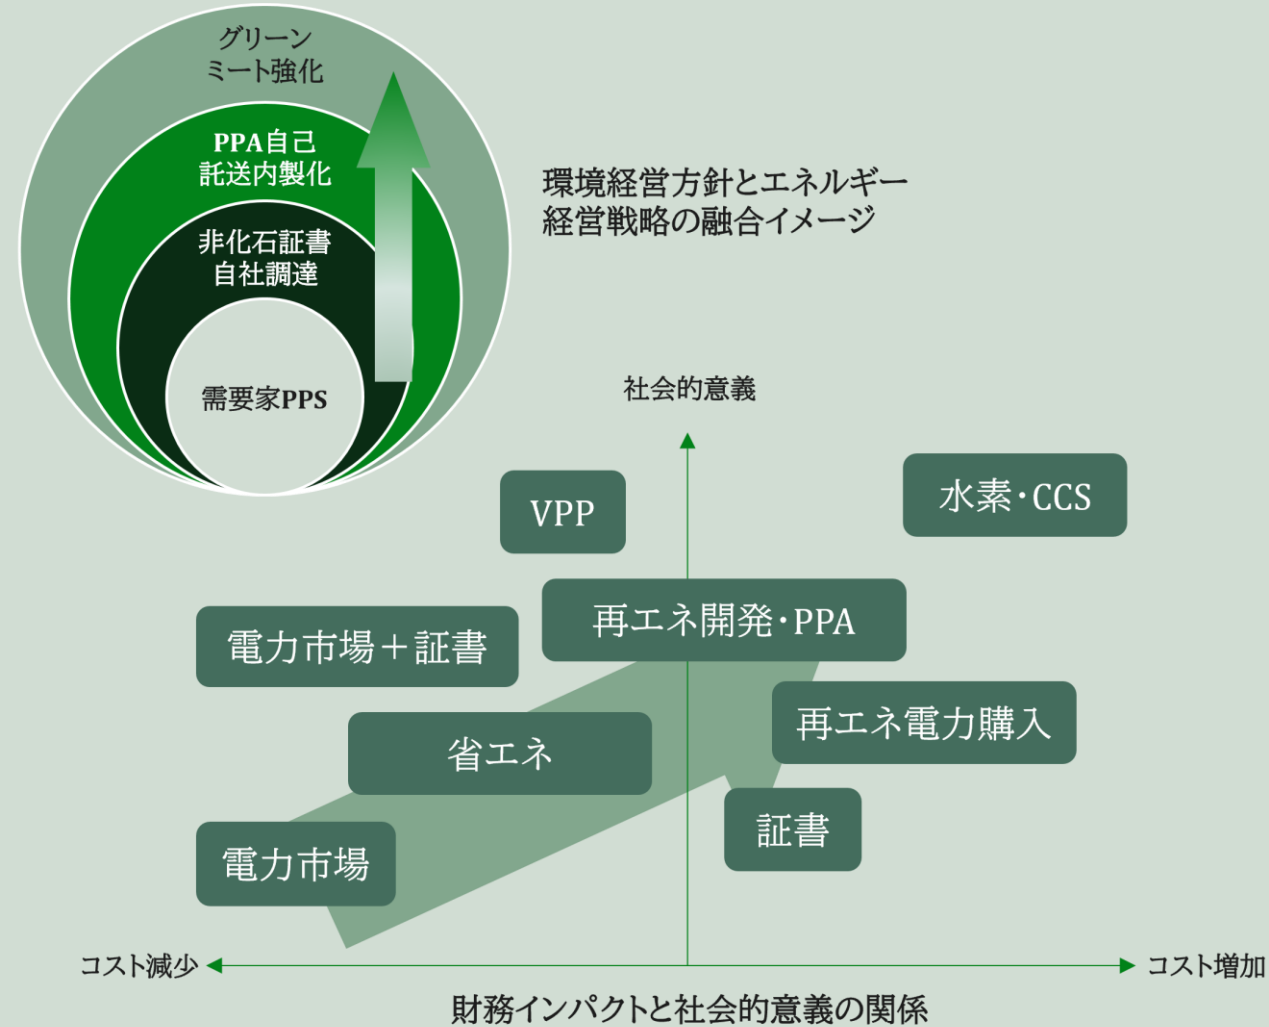 グリーン
ミート強化
PPA自己
託送内製化
非化石証書
自社調達
需要家PPS
環境経営方針とエネルギー
経営戦略の融合イメージ
社会的意義
VPP
水素・CCS
再エネ開発・PPA
電力市場＋証書
再エネ電力購入
省エネ
証書
電力市場
コスト減少
コスト増加
財務インパクトと社会的意義の関係